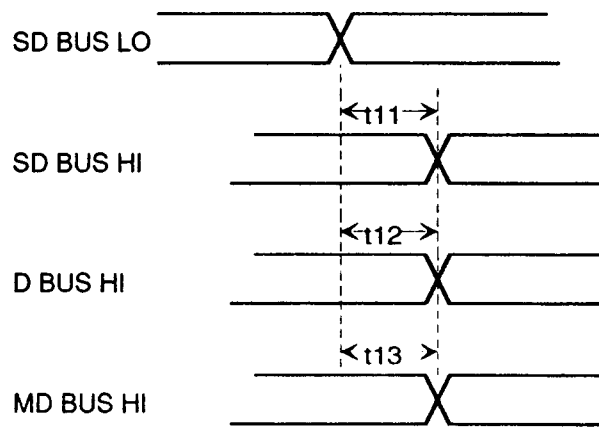 SD BUS LO
t11
SD BUS HI
t12
D BUS HI
t13
MD BUS HI